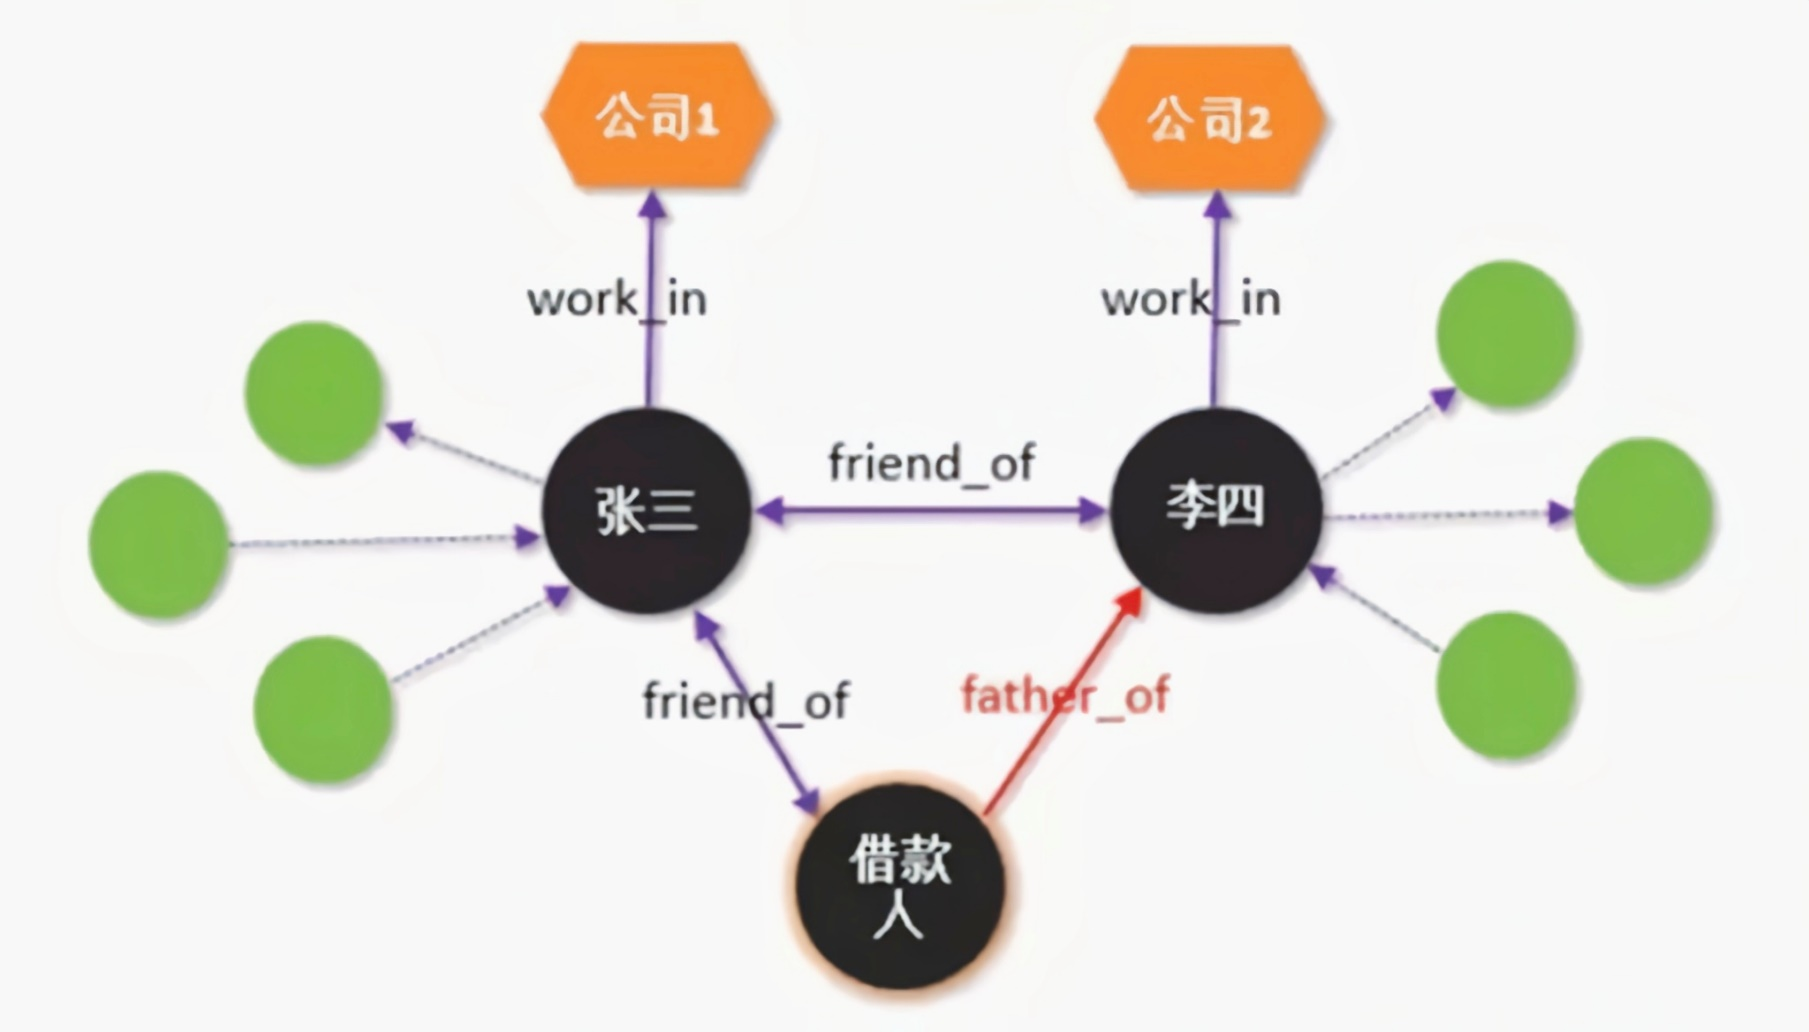 公司1
公司2
work_in
work_in
friend_of
张三
李四
friend_of
father_of
借款
人